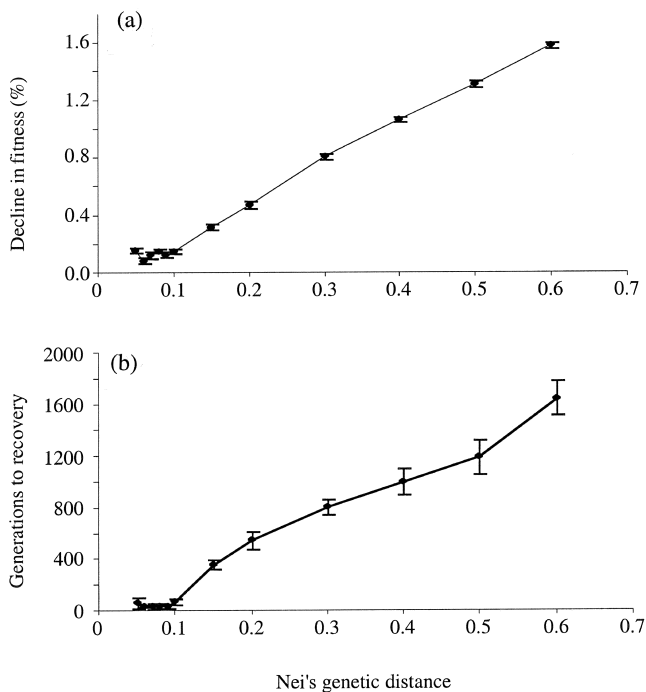 (a)
Decline in fitness (%)
1.6
1.2
0.8
0.4
0.0
0 0.1 0.2 0.3 0.4 0.5 0.6 0.7
(b)
Generations to recovery
2000
1600
1200
800
400
0
0 0.1 0.2 0.3 0.4 0.5 0.6 0.7
Nei's genetic distance